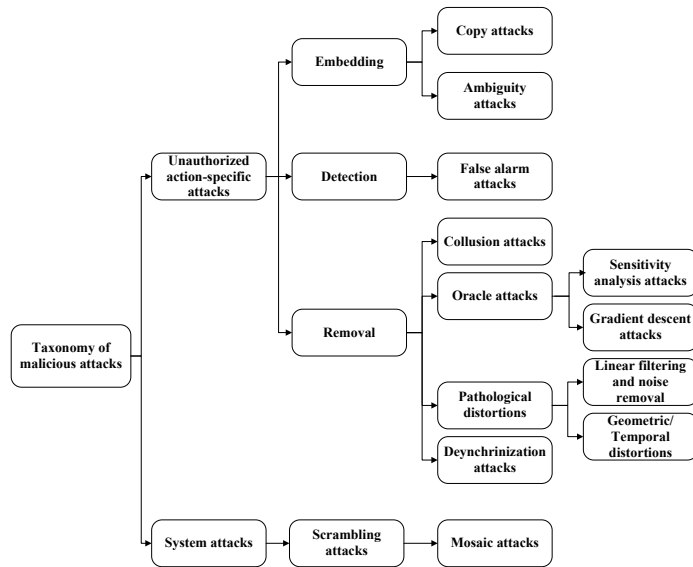 Copy attacks
Embedding
Ambiguity
attacks
Unauthorized
action-specific
attacks
Detection
False alarm
attacks
Collusion attacks
Sensitivity
analysis attacks
Oracle attacks
Gradient descent
attacks
Removal
Taxonomy of
malicious attacks
Linear filtering
and noise
removal
Pathological
distortions
Geometric/
Temporal
distortions
Deynchrinization
attacks
System attacks
Scrambling
attacks
Mosaic attacks